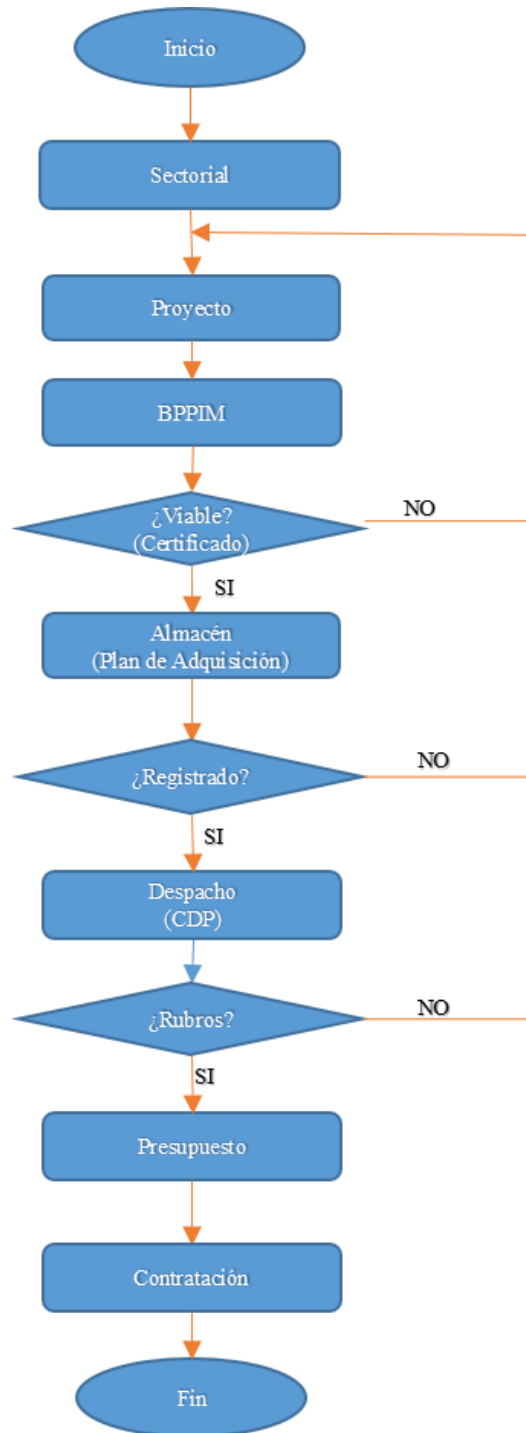 Inicio
Sectorial
Proyecto
BPPIM
¿Viable?
(Certificado)
NO
SI
Almacén
(Plan de Adquisición)
¿Registrado?
NO
SI
Despacho
(CDP)
¿Rubros?
NO
SI
Presupuesto
Contratación
Fin